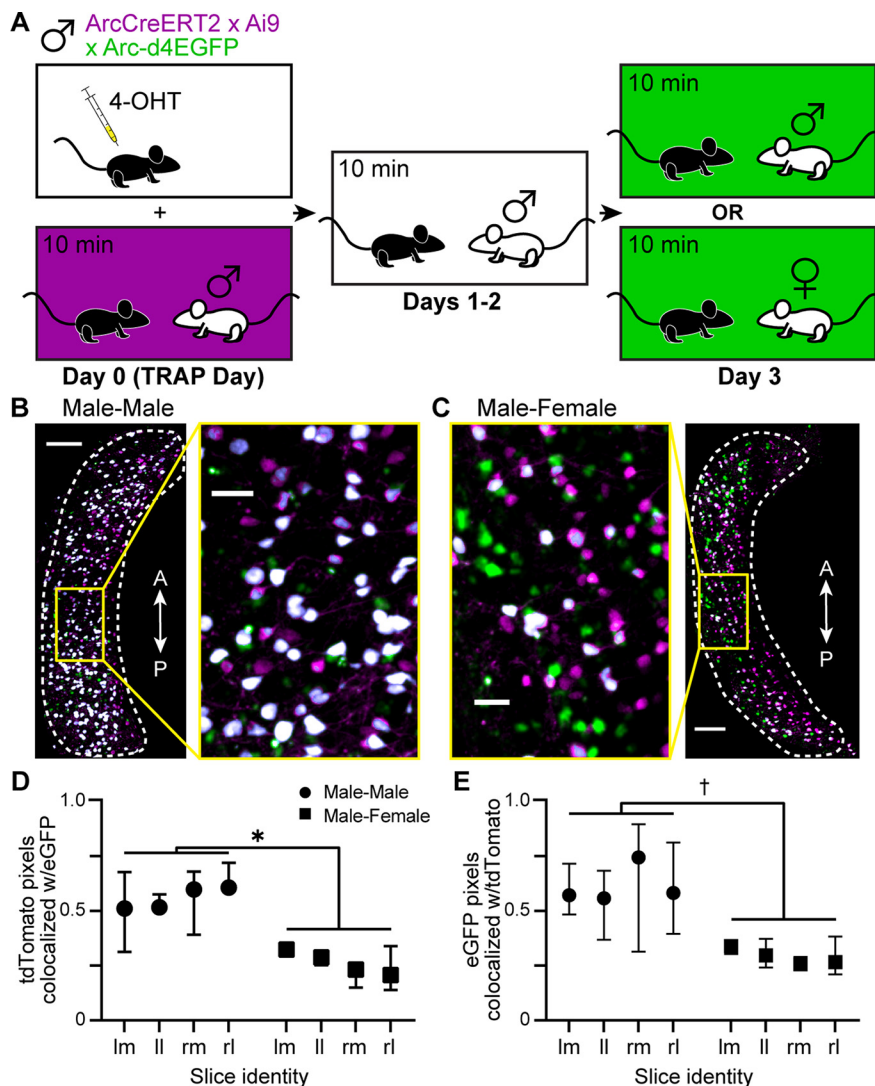 A
♂ ArcCreERT2 x Ai9
x Arc-d4EGFP
4-OHT
+
10 min
♂
Day 0 (TRAP Day)
10 min
♂
Days 1-2
10 min
♂
OR
10 min
♀
Day 3
B Male-Male
A
P
C Male-Female
A
P
D
tdTomato pixels
colocalized w/eGFP
1.0
0.5
0
Male-Male
Male-Female
*
lm ll rm rl lm ll rm rl
Slice identity
E
eGFP pixels
colocalized w/tdTomato
1.0
0.5
0
†
lm ll rm rl lm ll rm rl
Slice identity